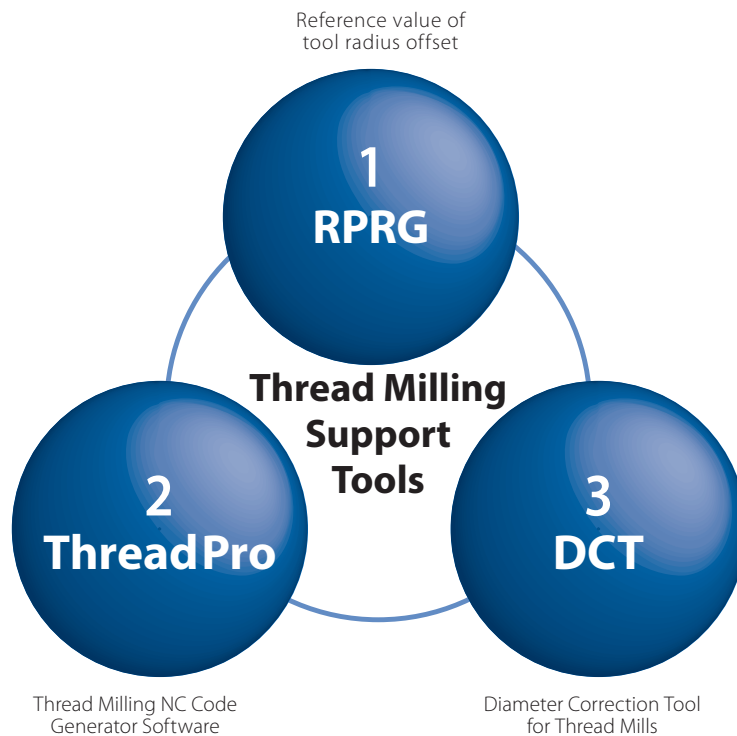 Reference value of
tool radius offset
1
RPRG
Thread Milling
Support
Tools
2
ThreadPro
3
DCT
Thread Milling NC Code
Generator Software
Diameter Correction Tool
for Thread Mills